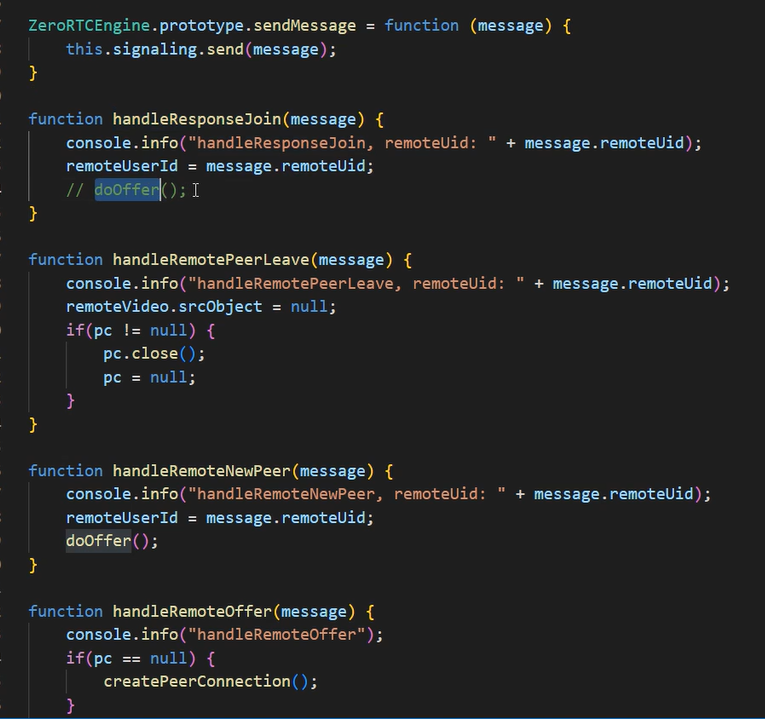 ZeroRTCEngine.prototype.sendMessage = function (message) {
    this.signaling.send(message);
}
function handleResponseJoin(message) {
    console.info("handleResponseJoin, remoteUid: " + message.remoteUid);
    remoteUserId = message.remoteUid;
    // doOffer();
}
function handleRemotePeerLeave(message) {
    console.info("handleRemotePeerLeave, remoteUid: " + message.remoteUid);
    remoteVideo.srcObject = null;
    if(pc != null) {
        pc.close();
        pc = null;
    }
}
function handleRemoteNewPeer(message) {
    console.info("handleRemoteNewPeer, remoteUid: " + message.remoteUid);
    remoteUserId = message.remoteUid;
    doOffer();
}
function handleRemoteOffer(message) {
    console.info("handleRemoteOffer");
    if(pc == null) {
        createPeerConnection();
    }